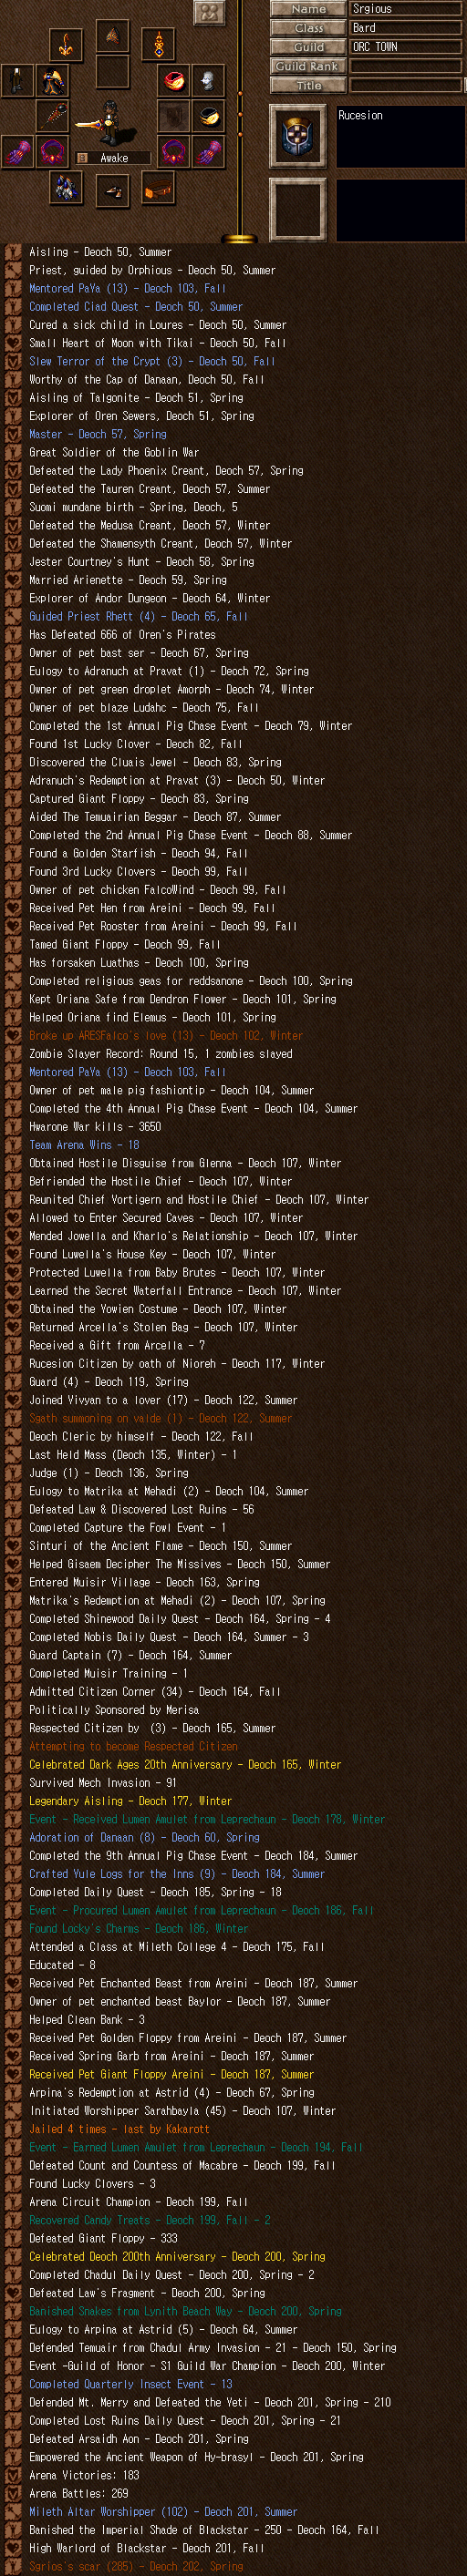 Name
Srgious
Class
Bard
Guild
ORC TOWN
Guild Rank
Title
Rucesion
Awake
Aisling - Deoch 50, Summer
Priest, guided by Orphious - Deoch 50, Summer
Mentored PaYa (13) - Deoch 103, Fall
Completed Ciad Quest - Deoch 50, Summer
Cured a sick child in Loures - Deoch 50, Summer
Small Heart of Moon with Tikai - Deoch 50, Fall
Slew Terror of the Crypt (3) - Deoch 50, Fall
Worthy of the Cap of Danaan, Deoch 50, Fall
Aisling of Talgonite - Deoch 51, Spring
Explorer of Oren Sewers, Deoch 51, Spring
Master - Deoch 57, Spring
Great Soldier of the Goblin War
Defeated the Lady Phoenix Creant, Deoch 57, Spring
Defeated the Tauren Creant, Deoch 57, Summer
Suomi mundane birth - Spring, Deoch, 5
Defeated the Medusa Creant, Deoch 57, Winter
Defeated the Shamensyth Creant, Deoch 57, Winter
Jester Courtney's Hunt - Deoch 58, Spring
Married Arienette - Deoch 59, Spring
Explorer of Andor Dungeon - Deoch 64, Winter
Guided Priest Rhett (4) - Deoch 65, Fall
Has Defeated 666 of Oren's Pirates
Owner of pet bast ser - Deoch 67, Spring
Eulogy to Adranuch at Pravat (1) - Deoch 72, Spring
Owner of pet green droplet Amorph - Deoch 74, Winter
Owner of pet blaze Ludahc - Deoch 75, Fall
Completed the 1st Annual Pig Chase Event - Deoch 79, Winter
Found 1st Lucky Clover - Deoch 82, Fall
Discovered the Cluais Jewel - Deoch 83, Spring
Adranuch's Redemption at Pravat (3) - Deoch 50, Winter
Captured Giant Floppy - Deoch 83, Spring
Aided The Temuairian Beggar - Deoch 87, Summer
Completed the 2nd Annual Pig Chase Event - Deoch 88, Summer
Found a Golden Starfish - Deoch 94, Fall
Found 3rd Lucky Clovers - Deoch 99, Fall
Owner of pet chicken FalcoWind - Deoch 99, Fall
Received Pet Hen from Areini - Deoch 99, Fall
Received Pet Rooster from Areini - Deoch 99, Fall
Tamed Giant Floppy - Deoch 99, Fall
Has forsaken Luathas - Deoch 100, Spring
Completed religious geas for reddsanone - Deoch 100, Spring
Kept Oriana Safe from Dendron Flower - Deoch 101, Spring
Helped Oriana find Elemus - Deoch 101, Spring
Broke up ARESFalco's love (13) - Deoch 102, Winter
Zombie Slayer Record: Round 15, 1 zombies slayed
Mentored PaYa (13) - Deoch 103, Fall
Owner of pet male pig fashiontip - Deoch 104, Summer
Completed the 4th Annual Pig Chase Event - Deoch 104, Summer
Hwarone War kills - 3650
Team Arena Wins - 18
Obtained Hostile Disguise from Glenna - Deoch 107, Winter
Befriended the Hostile Chief - Deoch 107, Winter
Reunited Chief Vortigern and Hostile Chief - Deoch 107, Winter
Allowed to Enter Secured Caves - Deoch 107, Winter
Mended Jowella and Kharlo's Relationship - Deoch 107, Winter
Found Luwella's House Key - Deoch 107, Winter
Protected Luwella from Baby Brutes - Deoch 107, Winter
Learned the Secret Waterfall Entrance - Deoch 107, Winter
Obtained the Yowien Costume - Deoch 107, Winter
Returned Arcella's Stolen Bag - Deoch 107, Winter
Received a Gift from Arcella - 7
Rucesion Citizen by oath of Nioreh - Deoch 117, Winter
Guard (4) - Deoch 119, Spring
Joined Vivyan to a lover (17) - Deoch 122, Summer
Sgath summoning on valde (1) - Deoch 122, Summer
Deoch Cleric by himself - Deoch 122, Fall
Last Held Mass (Deoch 135, Winter) - 1
Judge (1) - Deoch 136, Spring
Eulogy to Matrika at Mehadi (2) - Deoch 104, Summer
Defeated Law & Discovered Lost Ruins - 56
Completed Capture the Fowl Event - 1
Sinturi of the Ancient Flame - Deoch 150, Summer
Helped Gisaem Decipher The Missives - Deoch 150, Summer
Entered Muisir Village - Deoch 163, Spring
Matrika's Redemption at Mehadi (2) - Deoch 107, Spring
Completed Shinewood Daily Quest - Deoch 164, Spring - 4
Completed Nobis Daily Quest - Deoch 164, Summer - 3
Guard Captain (7) - Deoch 164, Summer
Completed Muisir Training - 1
Admitted Citizen Corner (34) - Deoch 164, Fall
Politically Sponsored by Merisa
Respected Citizen by  (3) - Deoch 165, Summer
Attempting to become Respected Citizen
Celebrated Dark Ages 20th Anniversary - Deoch 165, Winter
Survived Mech Invasion - 91
Legendary Aisling - Deoch 177, Winter
Event - Received Lumen Amulet from Leprechaun - Deoch 178, Winter
Adoration of Danaan (8) - Deoch 60, Spring
Completed the 9th Annual Pig Chase Event - Deoch 184, Summer
Crafted Yule Logs for the Inns (9) - Deoch 184, Summer
Completed Daily Quest - Deoch 185, Spring - 18
Event - Procured Lumen Amulet from Leprechaun - Deoch 186, Fall
Found Locky's Charms - Deoch 186, Winter
Attended a Class at Mileth College 4 - Deoch 175, Fall
Educated - 8
Received Pet Enchanted Beast from Areini - Deoch 187, Summer
Owner of pet enchanted beast Baylor - Deoch 187, Summer
Helped Clean Bank - 3
Received Pet Golden Floppy from Areini - Deoch 187, Summer
Received Spring Garb from Areini - Deoch 187, Summer
Received Pet Giant Floppy Areini - Deoch 187, Summer
Arpina's Redemption at Astrid (4) - Deoch 67, Spring
Initiated Worshipper Sarahbayla (45) - Deoch 107, Winter
Jailed 4 times - last by Kakarott
Event - Earned Lumen Amulet from Leprechaun - Deoch 194, Fall
Defeated Count and Countess of Macabre - Deoch 199, Fall
Found Lucky Clovers - 3
Arena Circuit Champion - Deoch 199, Fall
Recovered Candy Treats - Deoch 199, Fall - 2
Defeated Giant Floppy - 333
Celebrated Deoch 200th Anniversary - Deoch 200, Spring
Completed Chadul Daily Quest - Deoch 200, Spring - 2
Defeated Law's Fragment - Deoch 200, Spring
Banished Snakes from Lynith Beach Way - Deoch 200, Spring
Eulogy to Arpina at Astrid (5) - Deoch 64, Summer
Defended Temuair from Chadul Army Invasion - 21 - Deoch 150, Spring
Event -Guild of Honor - S1 Guild War Champion - Deoch 200, Winter
Completed Quarterly Insect Event - 13
Defended Mt. Merry and Defeated the Yeti - Deoch 201, Spring - 210
Completed Lost Ruins Daily Quest - Deoch 201, Spring - 21
Defeated Arsaidh Aon - Deoch 201, Spring
Empowered the Ancient Weapon of Hy-brasyl - Deoch 201, Spring
Arena Victories: 183
Arena Battles: 269
Mileth Altar Worshipper (102) - Deoch 201, Summer
Banished the Imperial Shade of Blackstar - 250 - Deoch 164, Fall
High Warlord of Blackstar - Deoch 201, Fall
Sgrios's scar (285) - Deoch 202, Spring